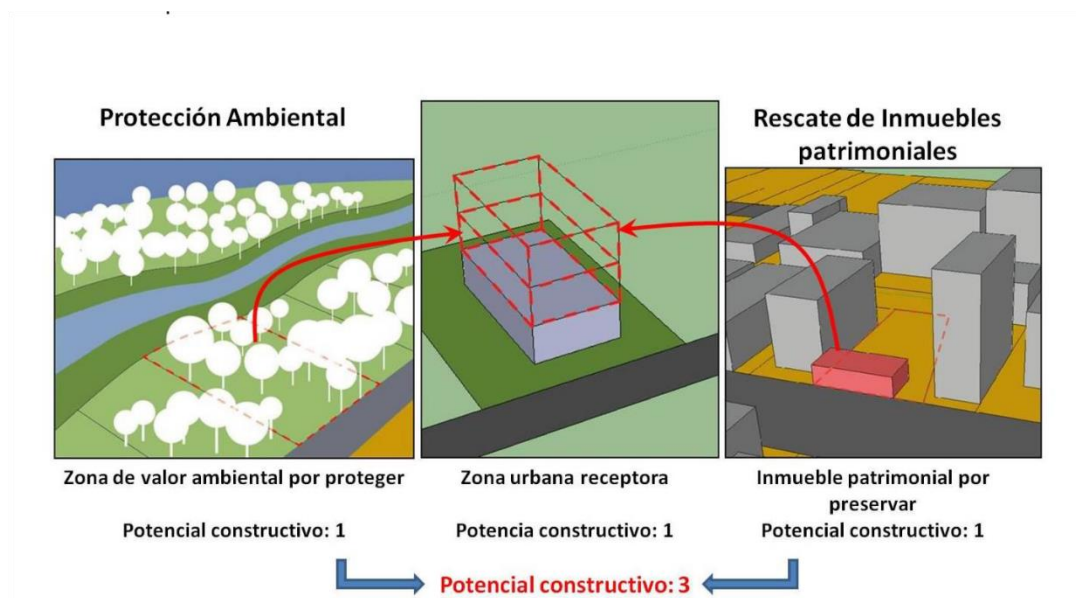 Protección Ambiental
Rescate de Inmuebles
patrimoniales
Zona de valor ambiental por proteger
Zona urbana receptora
Inmueble patrimonial por
preservar
Potencial constructivo: 1
Potencia constructivo: 1
Potencial constructivo: 1
Potencial constructivo: 3